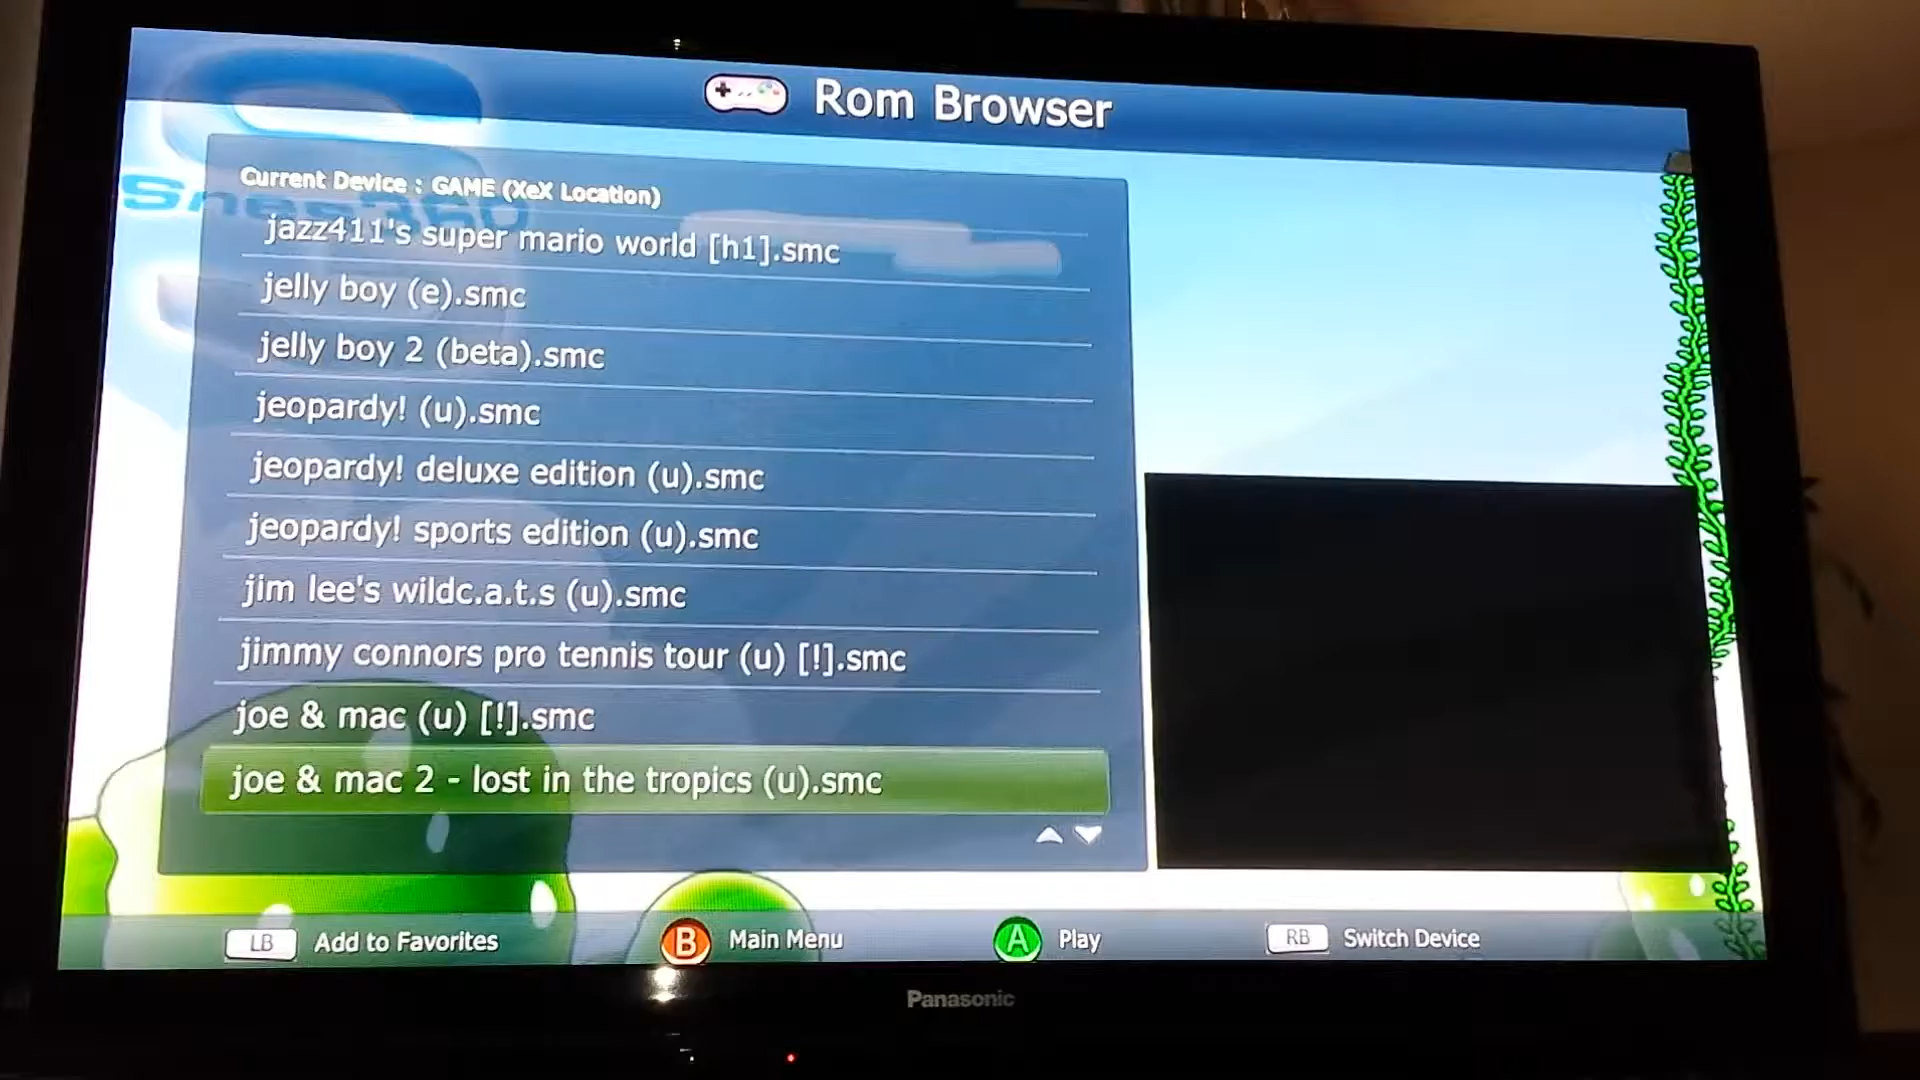 Rom Browser
Snes360
Current Device : GAME (XeX Location)
jazz411's super mario world [h1].smc
jelly boy (e).smc
jelly boy 2 (beta).smc
jeopardy! (u).smc
jeopardy! deluxe edition (u).smc
jeopardy! sports edition (u).smc
jim lee's wildc.a.t.s (u).smc
jimmy connors pro tennis tour (u) [!].smc
joe & mac (u) [!].smc
joe & mac 2 - lost in the tropics (u).smc
LB Add to Favorites B Main Menu A Play RB Switch Device
Panasonic